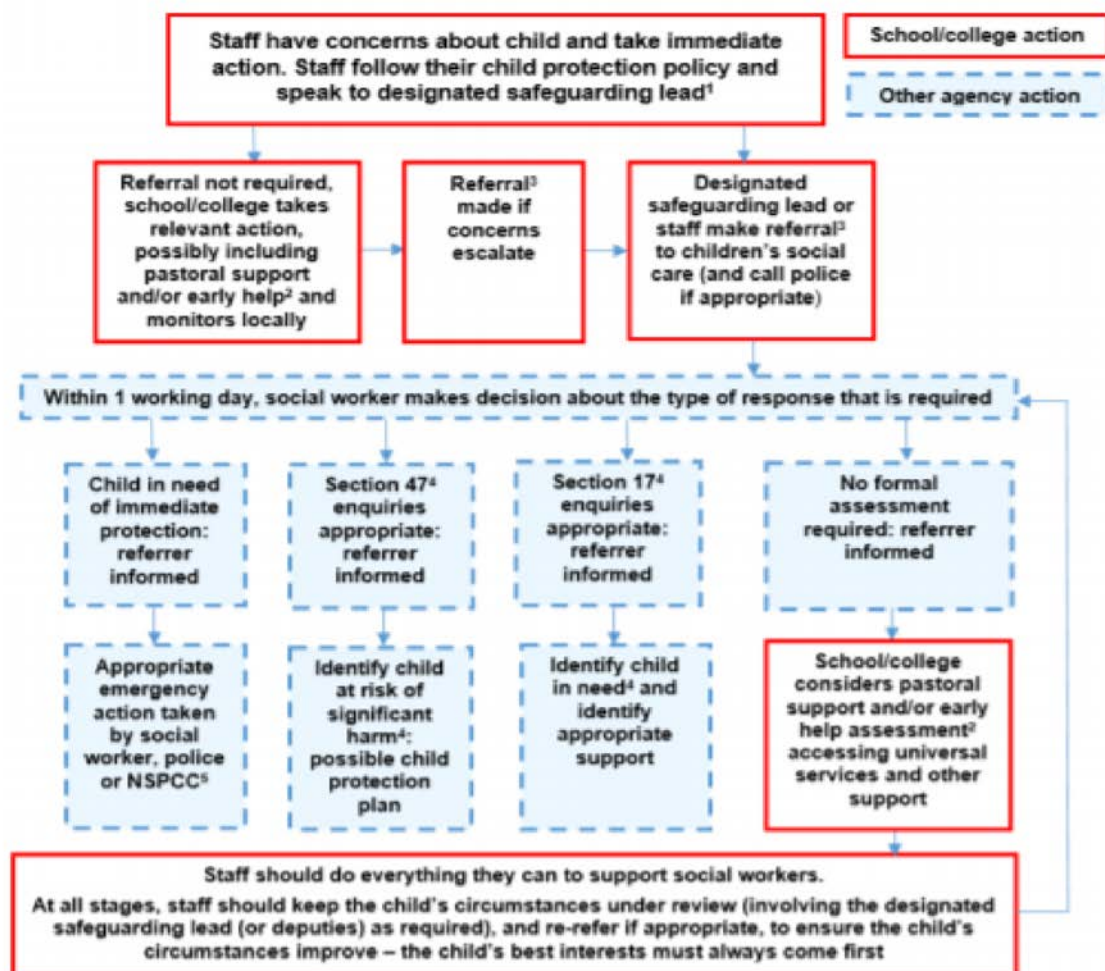 Staff have concerns about child and take immediate
action. Staff follow their child protection policy and
speak to designated safeguarding lead¹
School/college action
Other agency action
Referral not required,
school/college takes
relevant action,
possibly including
pastoral support
and/or early help² and
monitors locally
Referral³
made if
concerns
escalate
Designated
safeguarding lead or
staff make referral³
to children's social
care (and call police
if appropriate)
Within 1 working day, social worker makes decision about the type of response that is required
Child in need
of immediate
protection:
referrer
informed
Section 47⁴
enquiries
appropriate:
referrer
informed
Section 17⁴
enquiries
appropriate:
referrer
informed
No formal
assessment
required: referrer
informed
Appropriate
emergency
action taken
by social
worker, police
or NSPCC⁵
Identify child
at risk of
significant
harm⁴:
possible child
protection
plan
Identify child
in need⁴ and
identify
appropriate
support
School/college
considers pastoral
support and/or early
help assessment²
accessing universal
services and other
support
Staff should do everything they can to support social workers.
At all stages, staff should keep the child's circumstances under review (involving the designated
safeguarding lead (or deputies) as required), and re-refer if appropriate, to ensure the child's
circumstances improve – the child's best interests must always come first